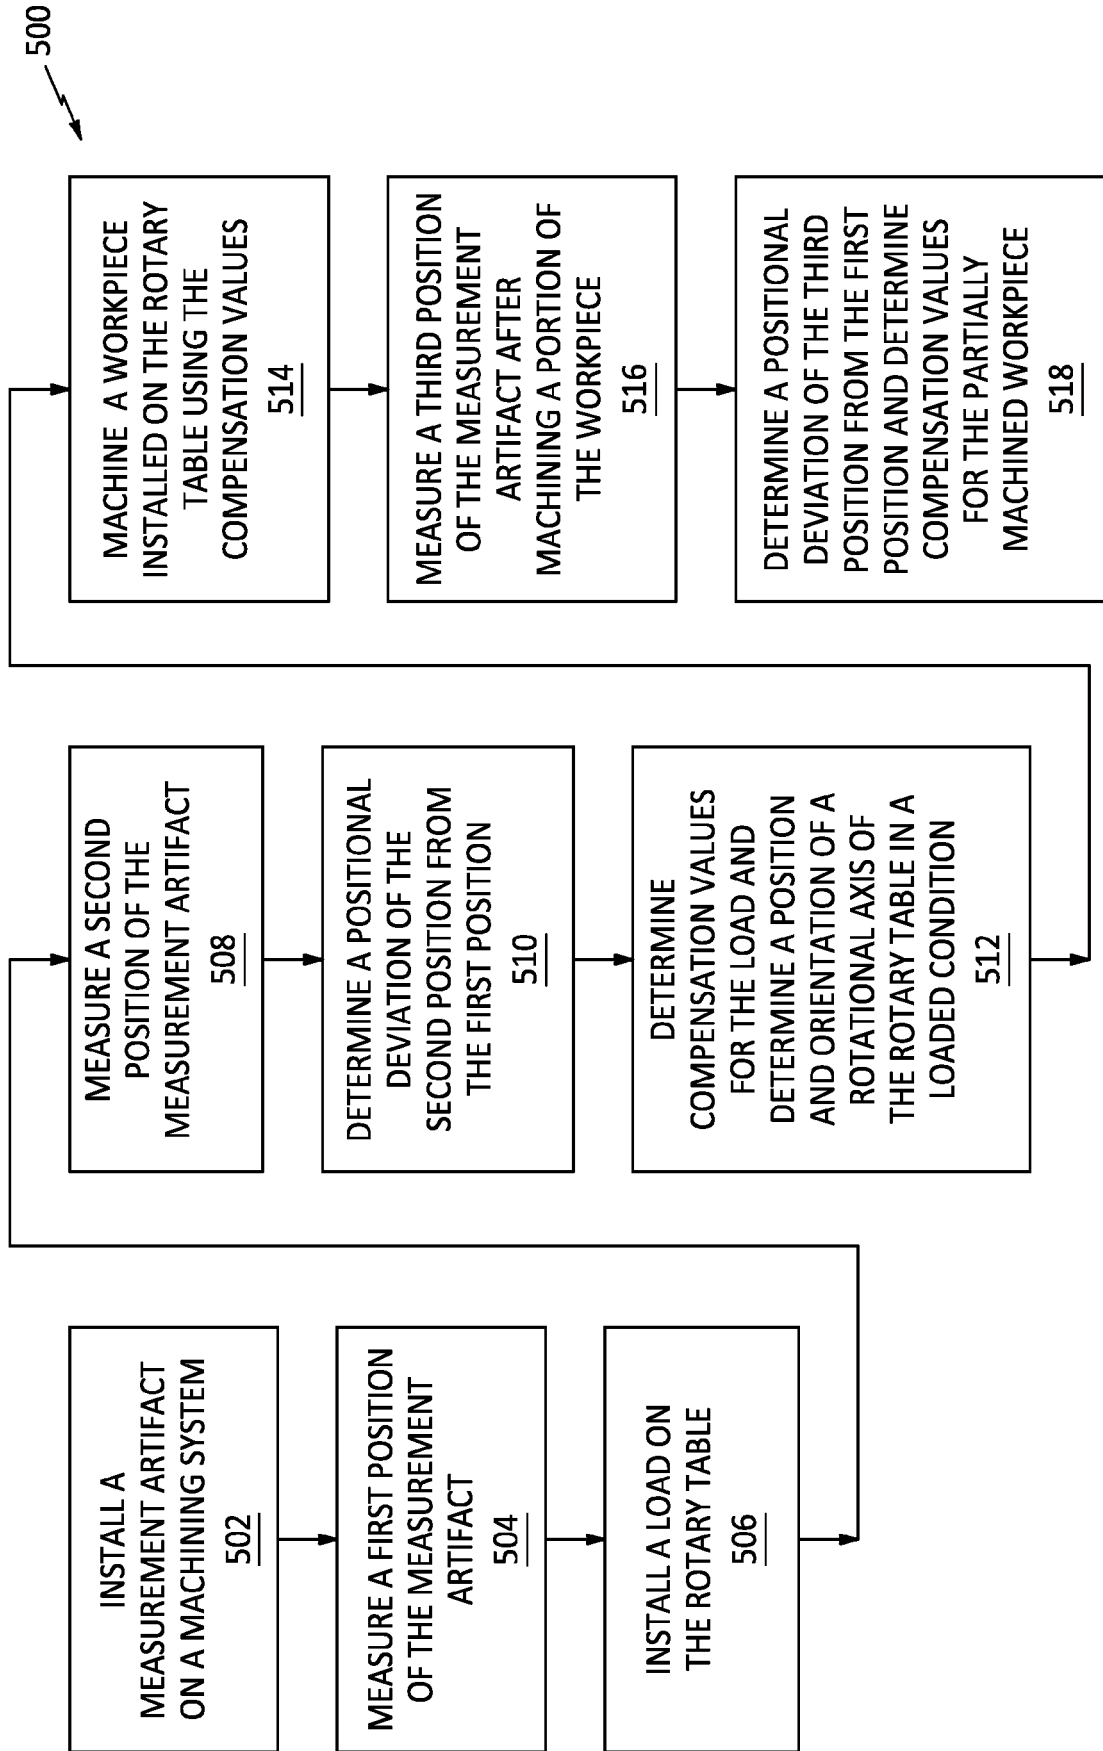 500
INSTALL A
MEASUREMENT ARTIFACT
ON A MACHINING SYSTEM
502
MEASURE A FIRST POSITION
OF THE MEASUREMENT
ARTIFACT
504
INSTALL A LOAD ON
THE ROTARY TABLE
506
MEASURE A SECOND
POSITION OF THE
MEASUREMENT ARTIFACT
508
DETERMINE A POSITIONAL
DEVIATION OF THE
SECOND POSITION FROM
THE FIRST POSITION
510
DETERMINE
COMPENSATION VALUES
FOR THE LOAD AND
DETERMINE A POSITION
AND ORIENTATION OF A
ROTATIONAL AXIS OF
THE ROTARY TABLE IN A
LOADED CONDITION
512
MACHINE A WORKPIECE
INSTALLED ON THE ROTARY
TABLE USING THE
COMPENSATION VALUES
514
MEASURE A THIRD POSITION
OF THE MEASUREMENT
ARTIFACT AFTER
MACHINING A PORTION OF
THE WORKPIECE
516
DETERMINE A POSITIONAL
DEVIATION OF THE THIRD
POSITION FROM THE FIRST
POSITION AND DETERMINE
COMPENSATION VALUES
FOR THE PARTIALLY
MACHINED WORKPIECE
518